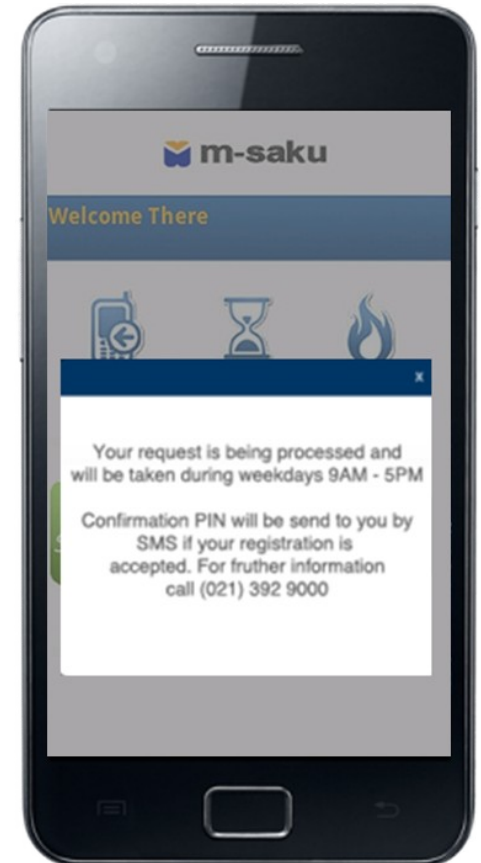 m-saku
Welcome There
x
Your request is being processed and
will be taken during weekdays 9AM - 5PM
Confirmation PIN will be send to you by
SMS if your registration is
accepted. For fruther information
call (021) 392 9000